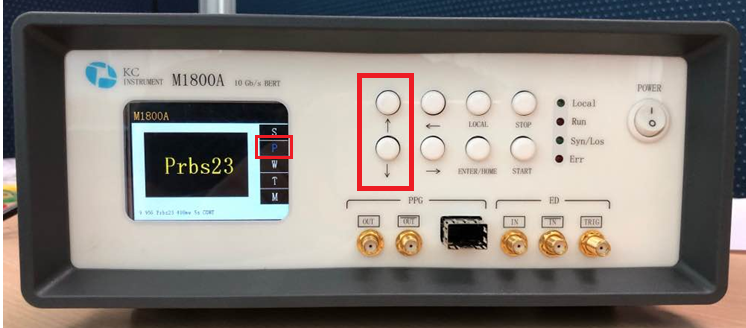 KC
INSTRUMENT M1800A 10 Gb/s BERT
POWER
M1800A
S
P
W
T
M
Prbs23
↑ ← LOCAL STOP
↓ → ENTER/HOME START
Local
Run
Syn/Los
Err
PPG
ED
OUT OUT IN IN TRIG